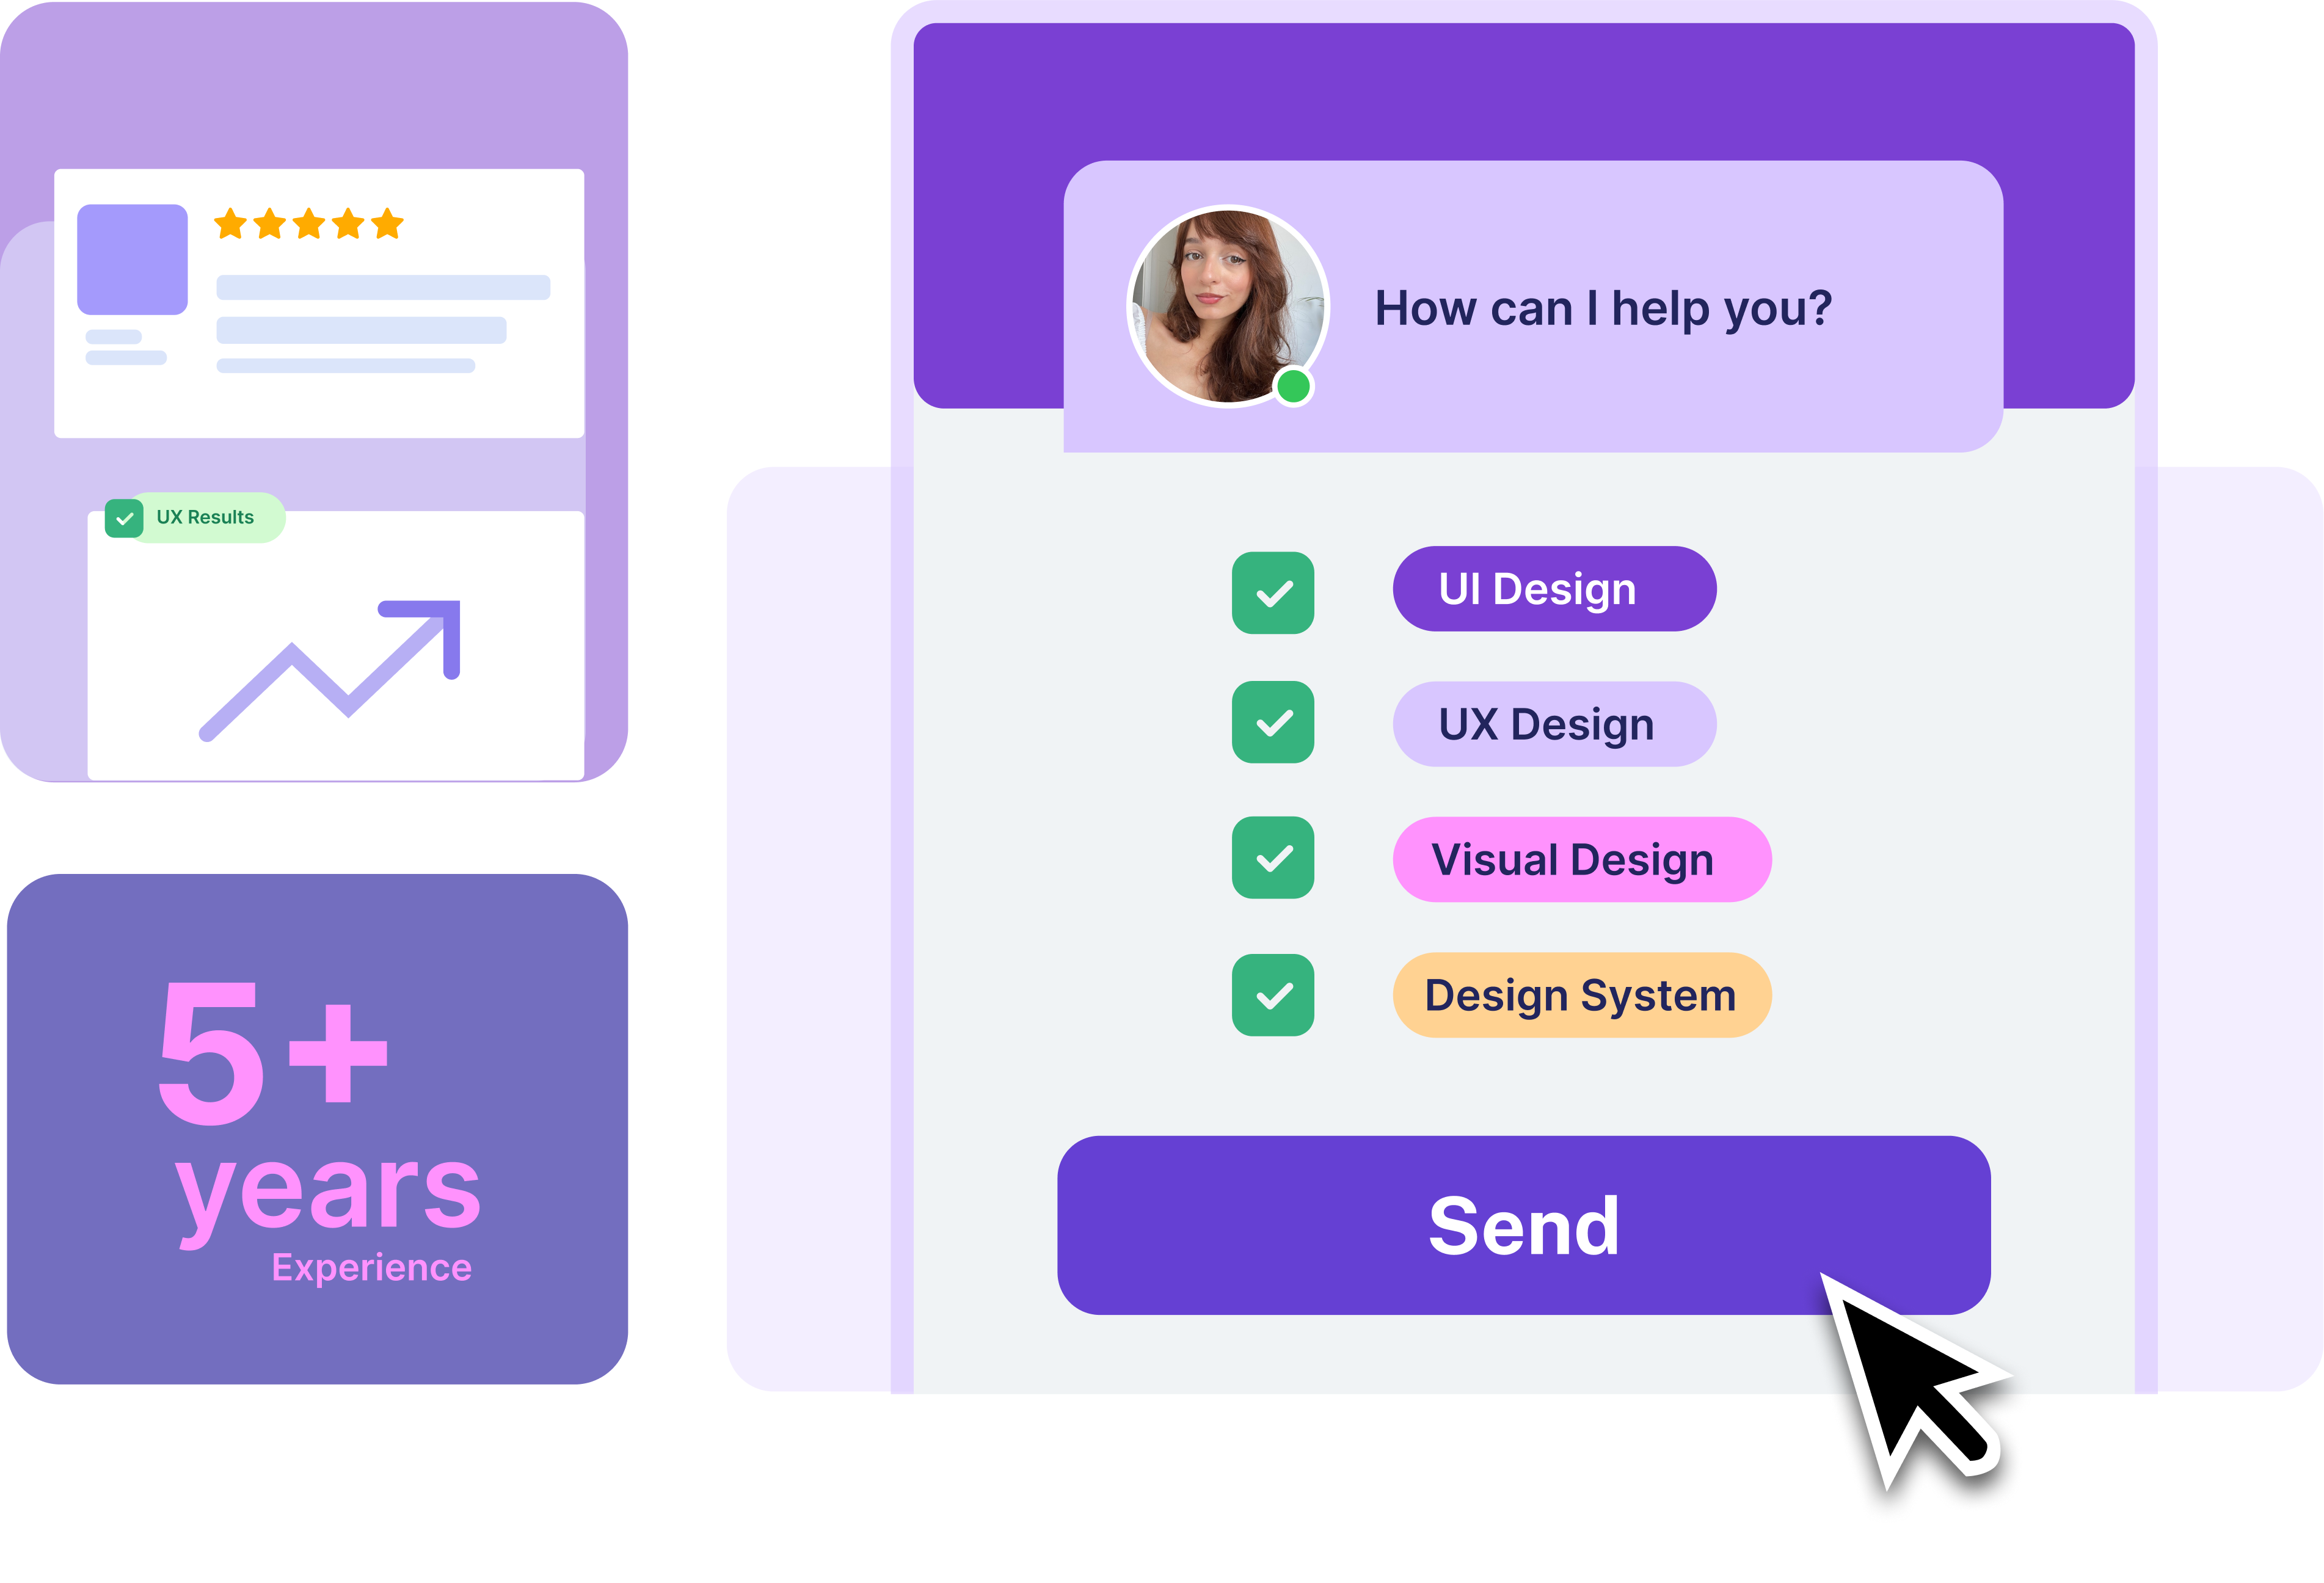 UX Results
5+
years
Experience
How can I help you?
UI Design
UX Design
Visual Design
Design System
Send